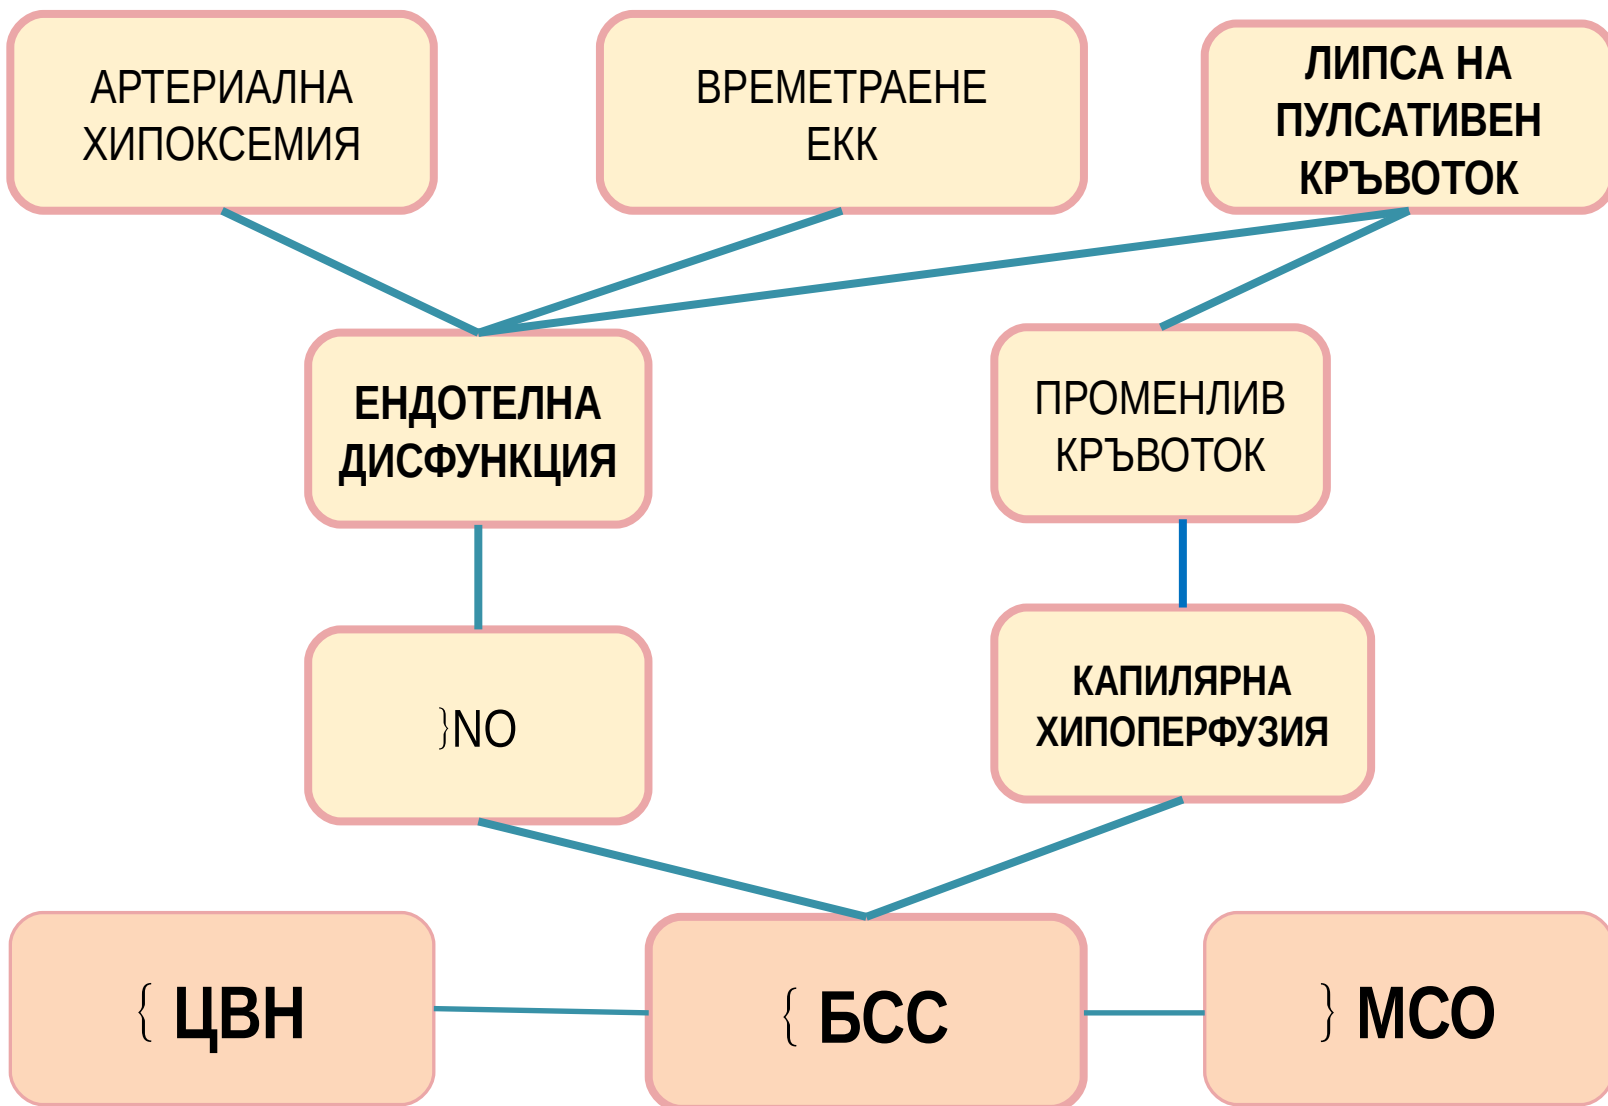 АРТЕРИАЛНА
ХИПОКСЕМИЯ
ВРЕМЕТРАЕНЕ
ЕКК
ЛИПСА НА
ПУЛСАТИВЕН
КРЪВОТОК
ЕНДОТЕЛНА
ДИСФУНКЦИЯ
ПРОМЕНЛИВ
КРЪВОТОК
}NO
КАПИЛЯРНА
ХИПОПЕРФУЗИЯ
{ ЦВН
{ БСС
} МСО